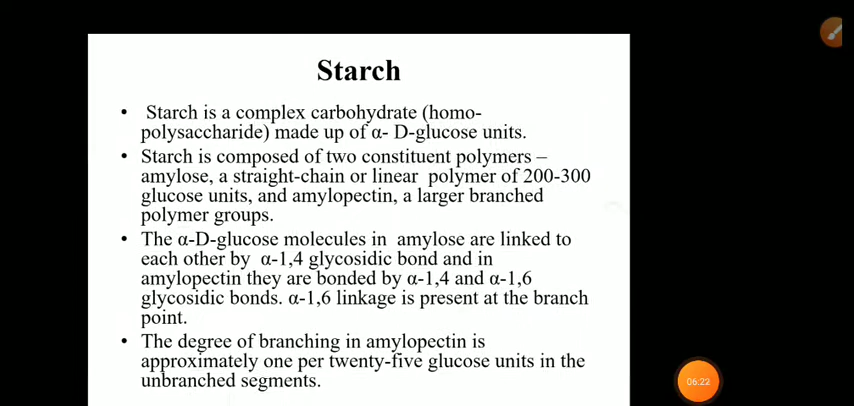 Starch
• Starch is a complex carbohydrate (homo-
polysaccharide) made up of α- D-glucose units.
• Starch is composed of two constituent polymers –
amylose, a straight-chain or linear polymer of 200-300
glucose units, and amylopectin, a larger branched
polymer groups.
• The α-D-glucose molecules in amylose are linked to
each other by α-1,4 glycosidic bond and in
amylopectin they are bonded by α-1,4 and α-1,6
glycosidic bonds. α-1,6 linkage is present at the branch
point.
• The degree of branching in amylopectin is
approximately one per twenty-five glucose units in the
unbranched segments.
06:22